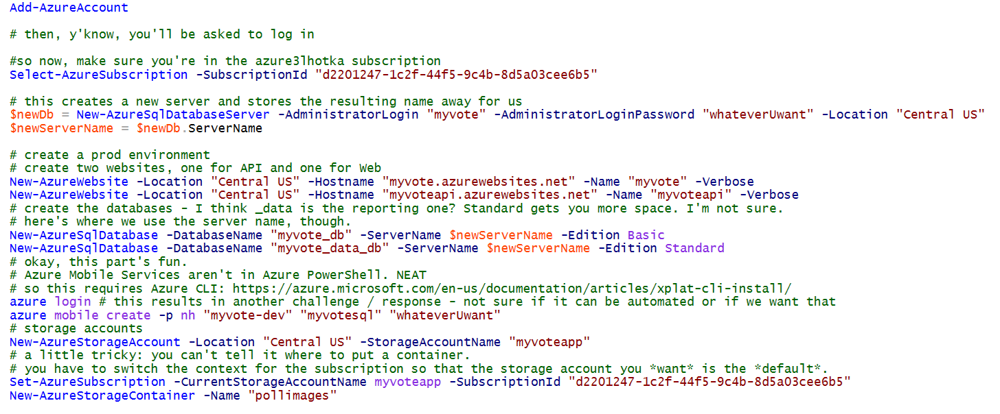 Add-AzureAccount
# then, y'know, you'll be asked to log in
#so now, make sure you're in the azure3lhotka subscription
Select-AzureSubscription -SubscriptionId "d2201247-1c2f-44f5-9c4b-8d5a03cee6b5"
# this creates a new server and stores the resulting name away for us
$newDb = New-AzureSqlDatabaseServer -AdministratorLogin "myvote" -AdministratorLoginPassword "whateverUwant" -Location "Central US"
$newServerName = $newDb.ServerName
# create a prod environment
# create two websites, one for API and one for Web
New-AzureWebsite -Location "Central US" -Hostname "myvote.azurewebsites.net" -Name "myvote" -Verbose
New-AzureWebsite -Location "Central US" -Hostname "myvoteapi.azurewebsites.net" -Name "myvoteapi" -Verbose
# create the databases - I think _data is the reporting one? Standard gets you more space. I'm not sure.
# here's where we use the server name, though.
New-AzureSqlDatabase -DatabaseName "myvote_db" -ServerName $newServerName -Edition Basic
New-AzureSqlDatabase -DatabaseName "myvote_data_db" -ServerName $newServerName -Edition Standard
# okay, this part's fun.
# Azure Mobile Services aren't in Azure PowerShell. NEAT
# so this requires Azure CLI: https://azure.microsoft.com/en-us/documentation/articles/xplat-cli-install/
azure login # this results in another challenge / response - not sure if it can be automated or if we want that
azure mobile create -p nh "myvote-dev" "myvotesql" "whateverUwant"
# storage accounts
New-AzureStorageAccount -Location "Central US" -StorageAccountName "myvoteapp"
# a little tricky: you can't tell it where to put a container.
# you have to switch the context for the subscription so that the storage account you *want* is the *default*.
Set-AzureSubscription -CurrentStorageAccountName myvoteapp -SubscriptionId "d2201247-1c2f-44f5-9c4b-8d5a03cee6b5"
New-AzureStorageContainer -Name "pollimages"